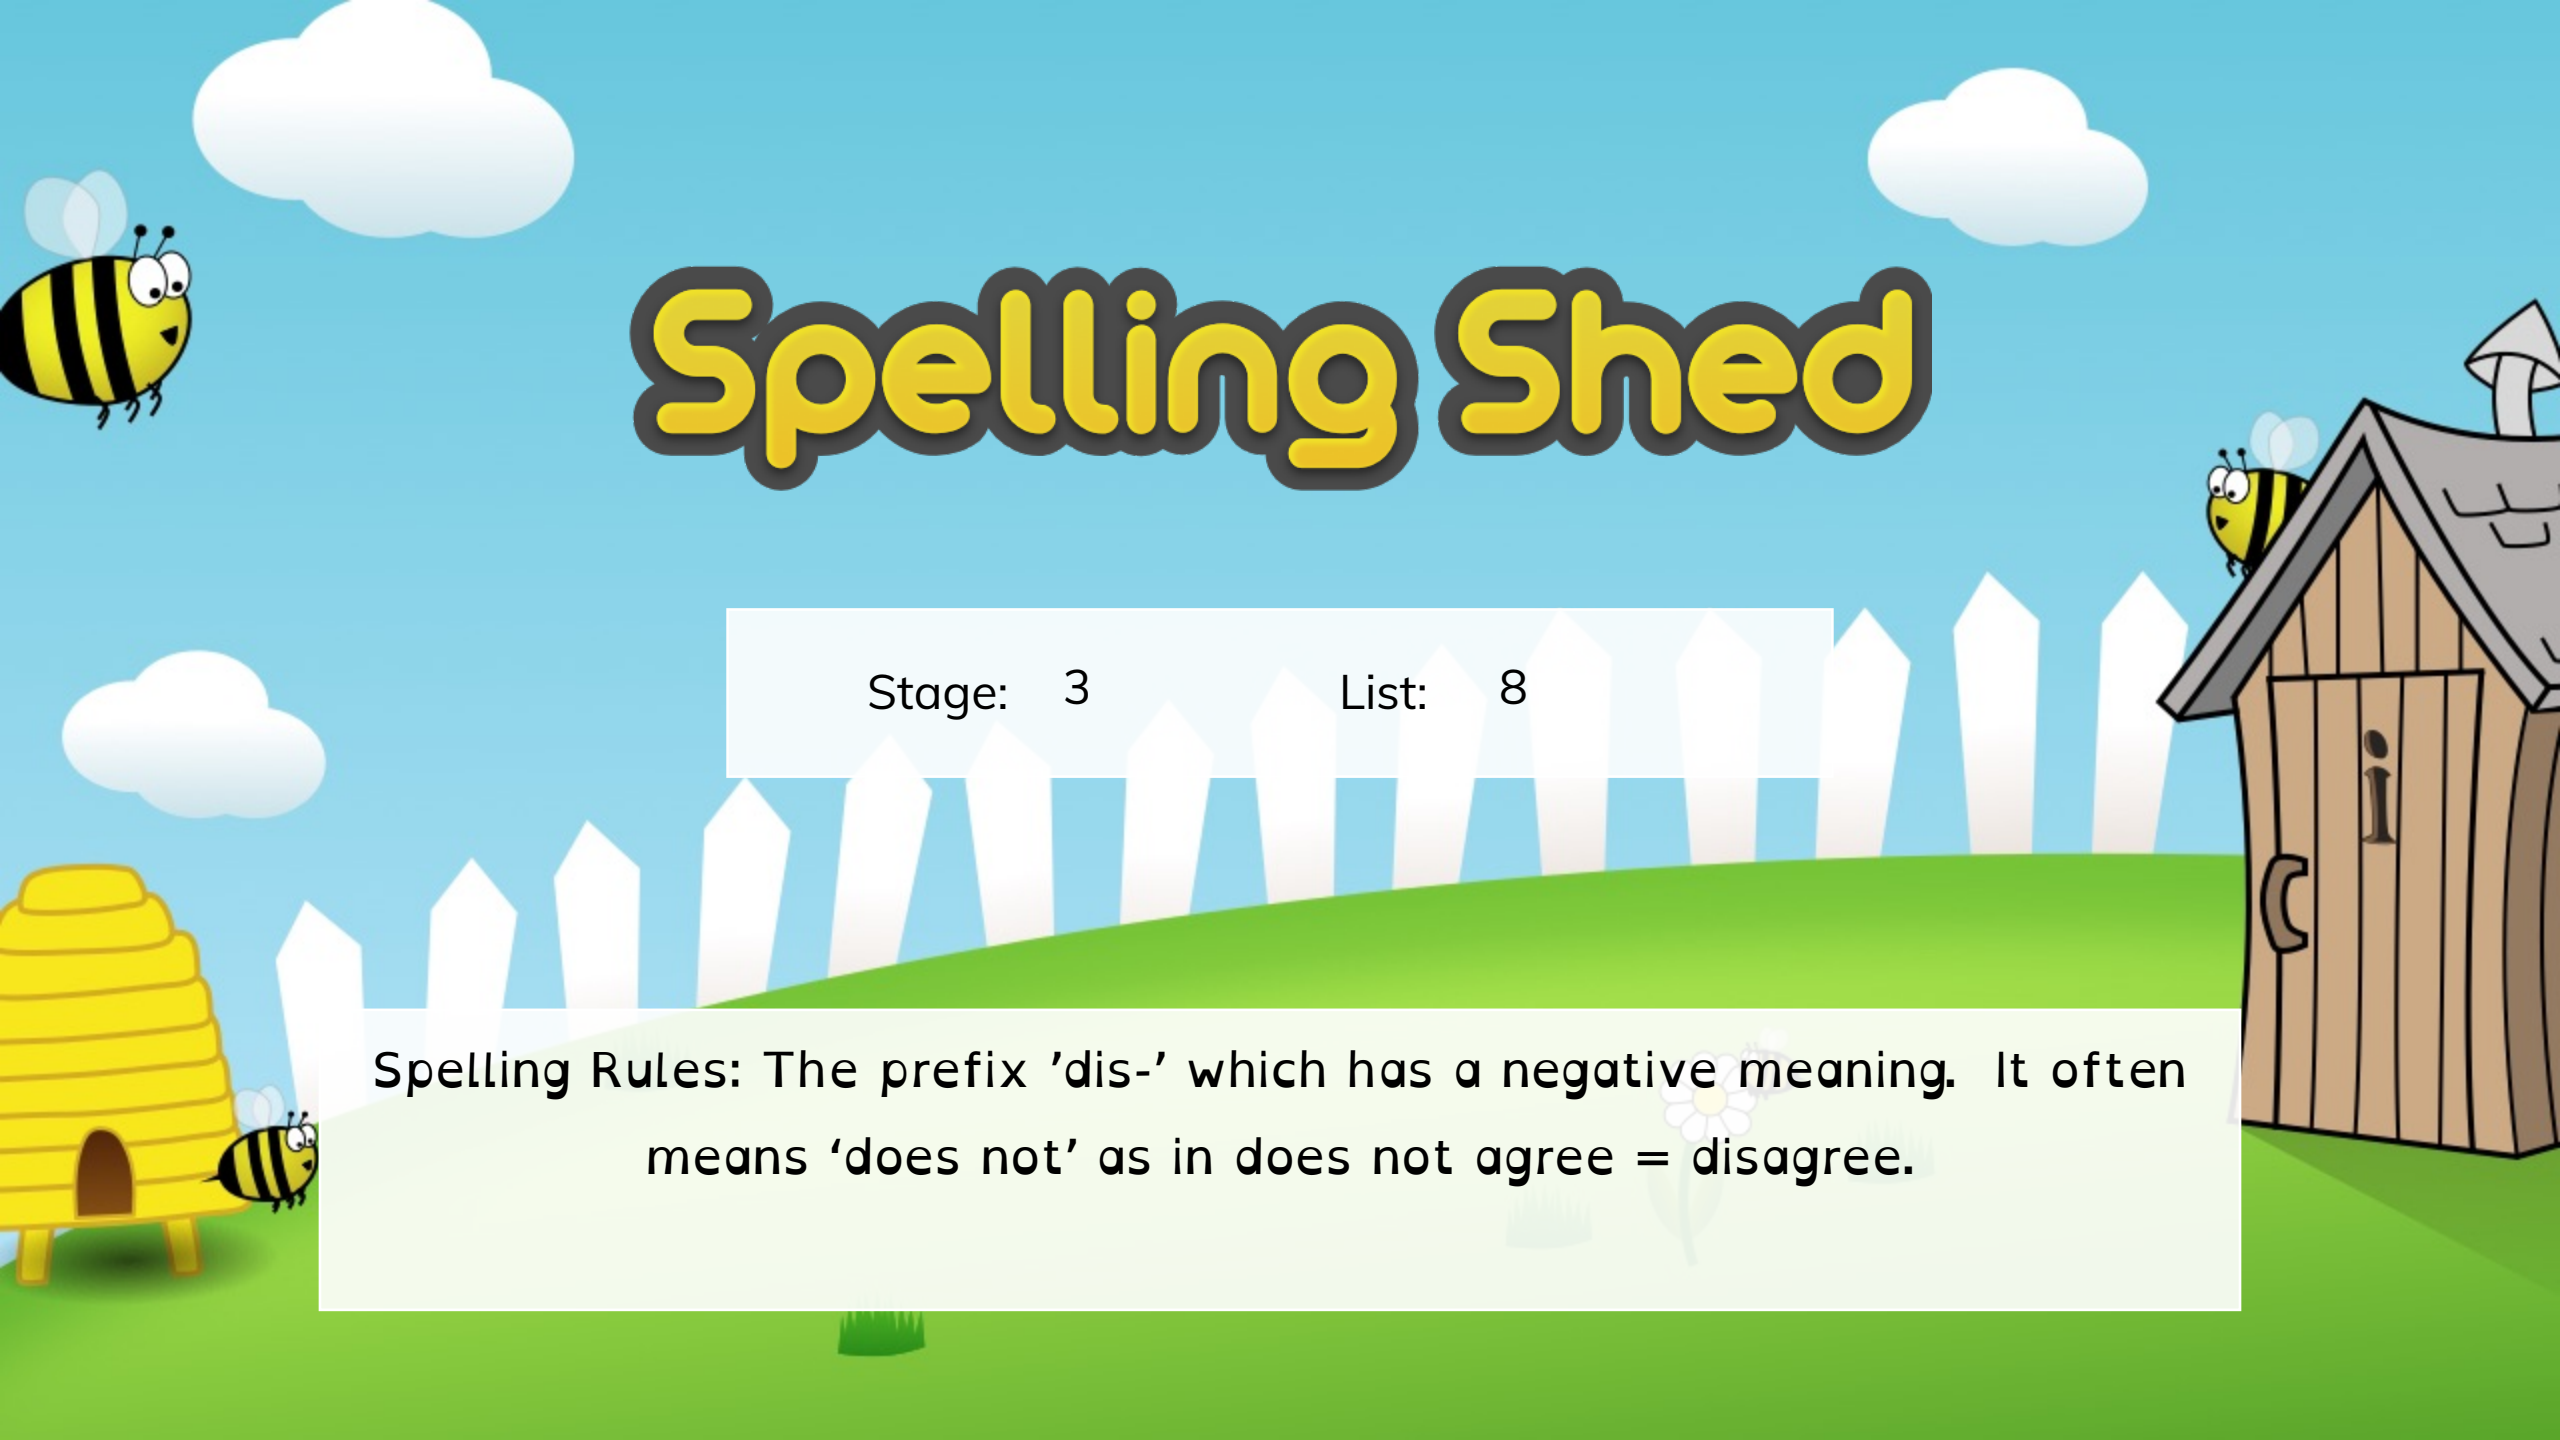 Spelling Shed
Stage: 3 List: 8
i
Spelling Rules: The prefix ’dis-’ which has a negative meaning.  It often
means ‘does not’ as in does not agree = disagree.